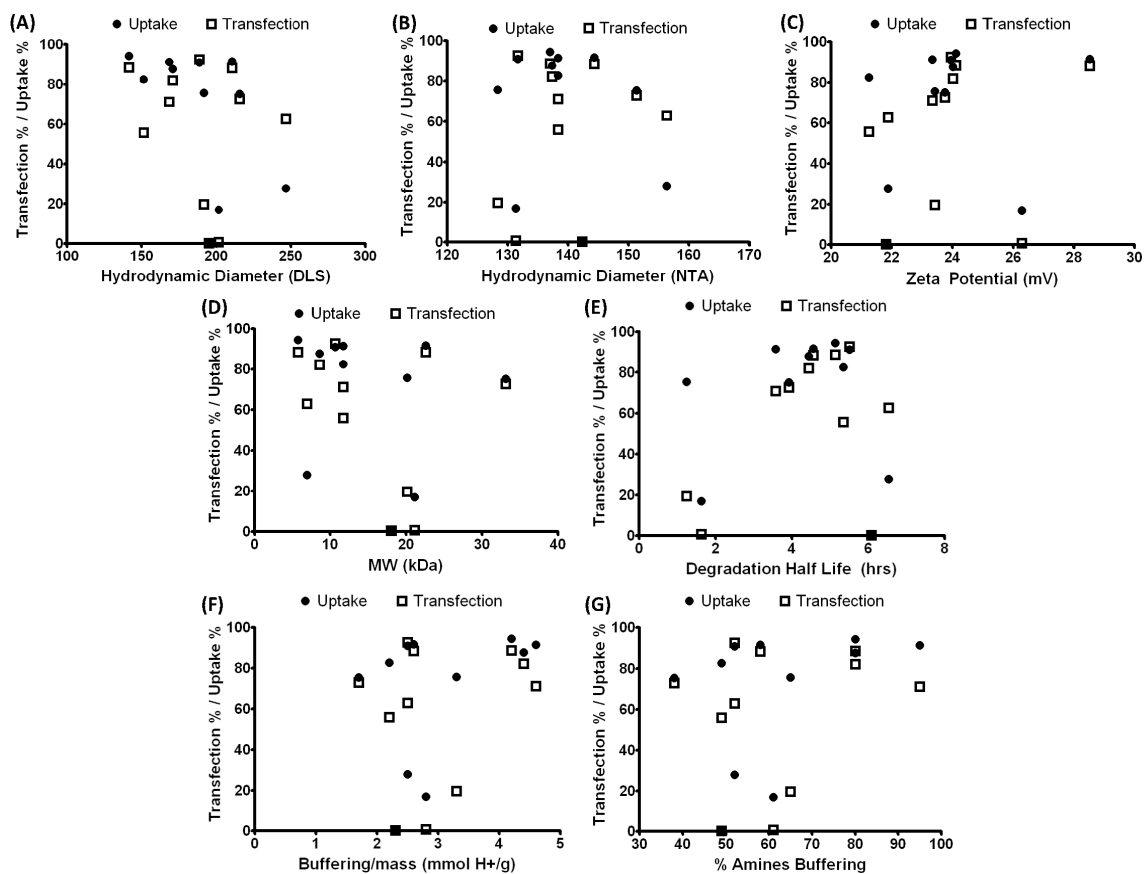 (A) Uptake Transfection
Transfection % / Uptake %
100
80
60
40
20
0
100 150 200 250 300
Hydrodynamic Diameter (DLS)
(B) Uptake Transfection
Transfection % / Uptake %
100
80
60
40
20
0
120 130 140 150 160 170
Hydrodynamic Diameter (NTA)
(C) Uptake Transfection
Transfection % / Uptake %
100
80
60
40
20
0
20 22 24 26 28 30
Zeta Potential (mV)
(D) Uptake Transfection
Transfection % / Uptake %
100
80
60
40
20
0
0 10 20 30 40
MW (kDa)
(E) Uptake Transfection
Transfection % / Uptake %
100
80
60
40
20
0
0 2 4 6 8
Degradation Half Life (hrs)
(F) Uptake Transfection
Transfection % / Uptake %
100
80
60
40
20
0
0 1 2 3 4 5
Buffering/mass (mmol H+/g)
(G) Uptake Transfection
Transfection % / Uptake %
100
80
60
40
20
0
30 40 50 60 70 80 90 100
% Amines Buffering